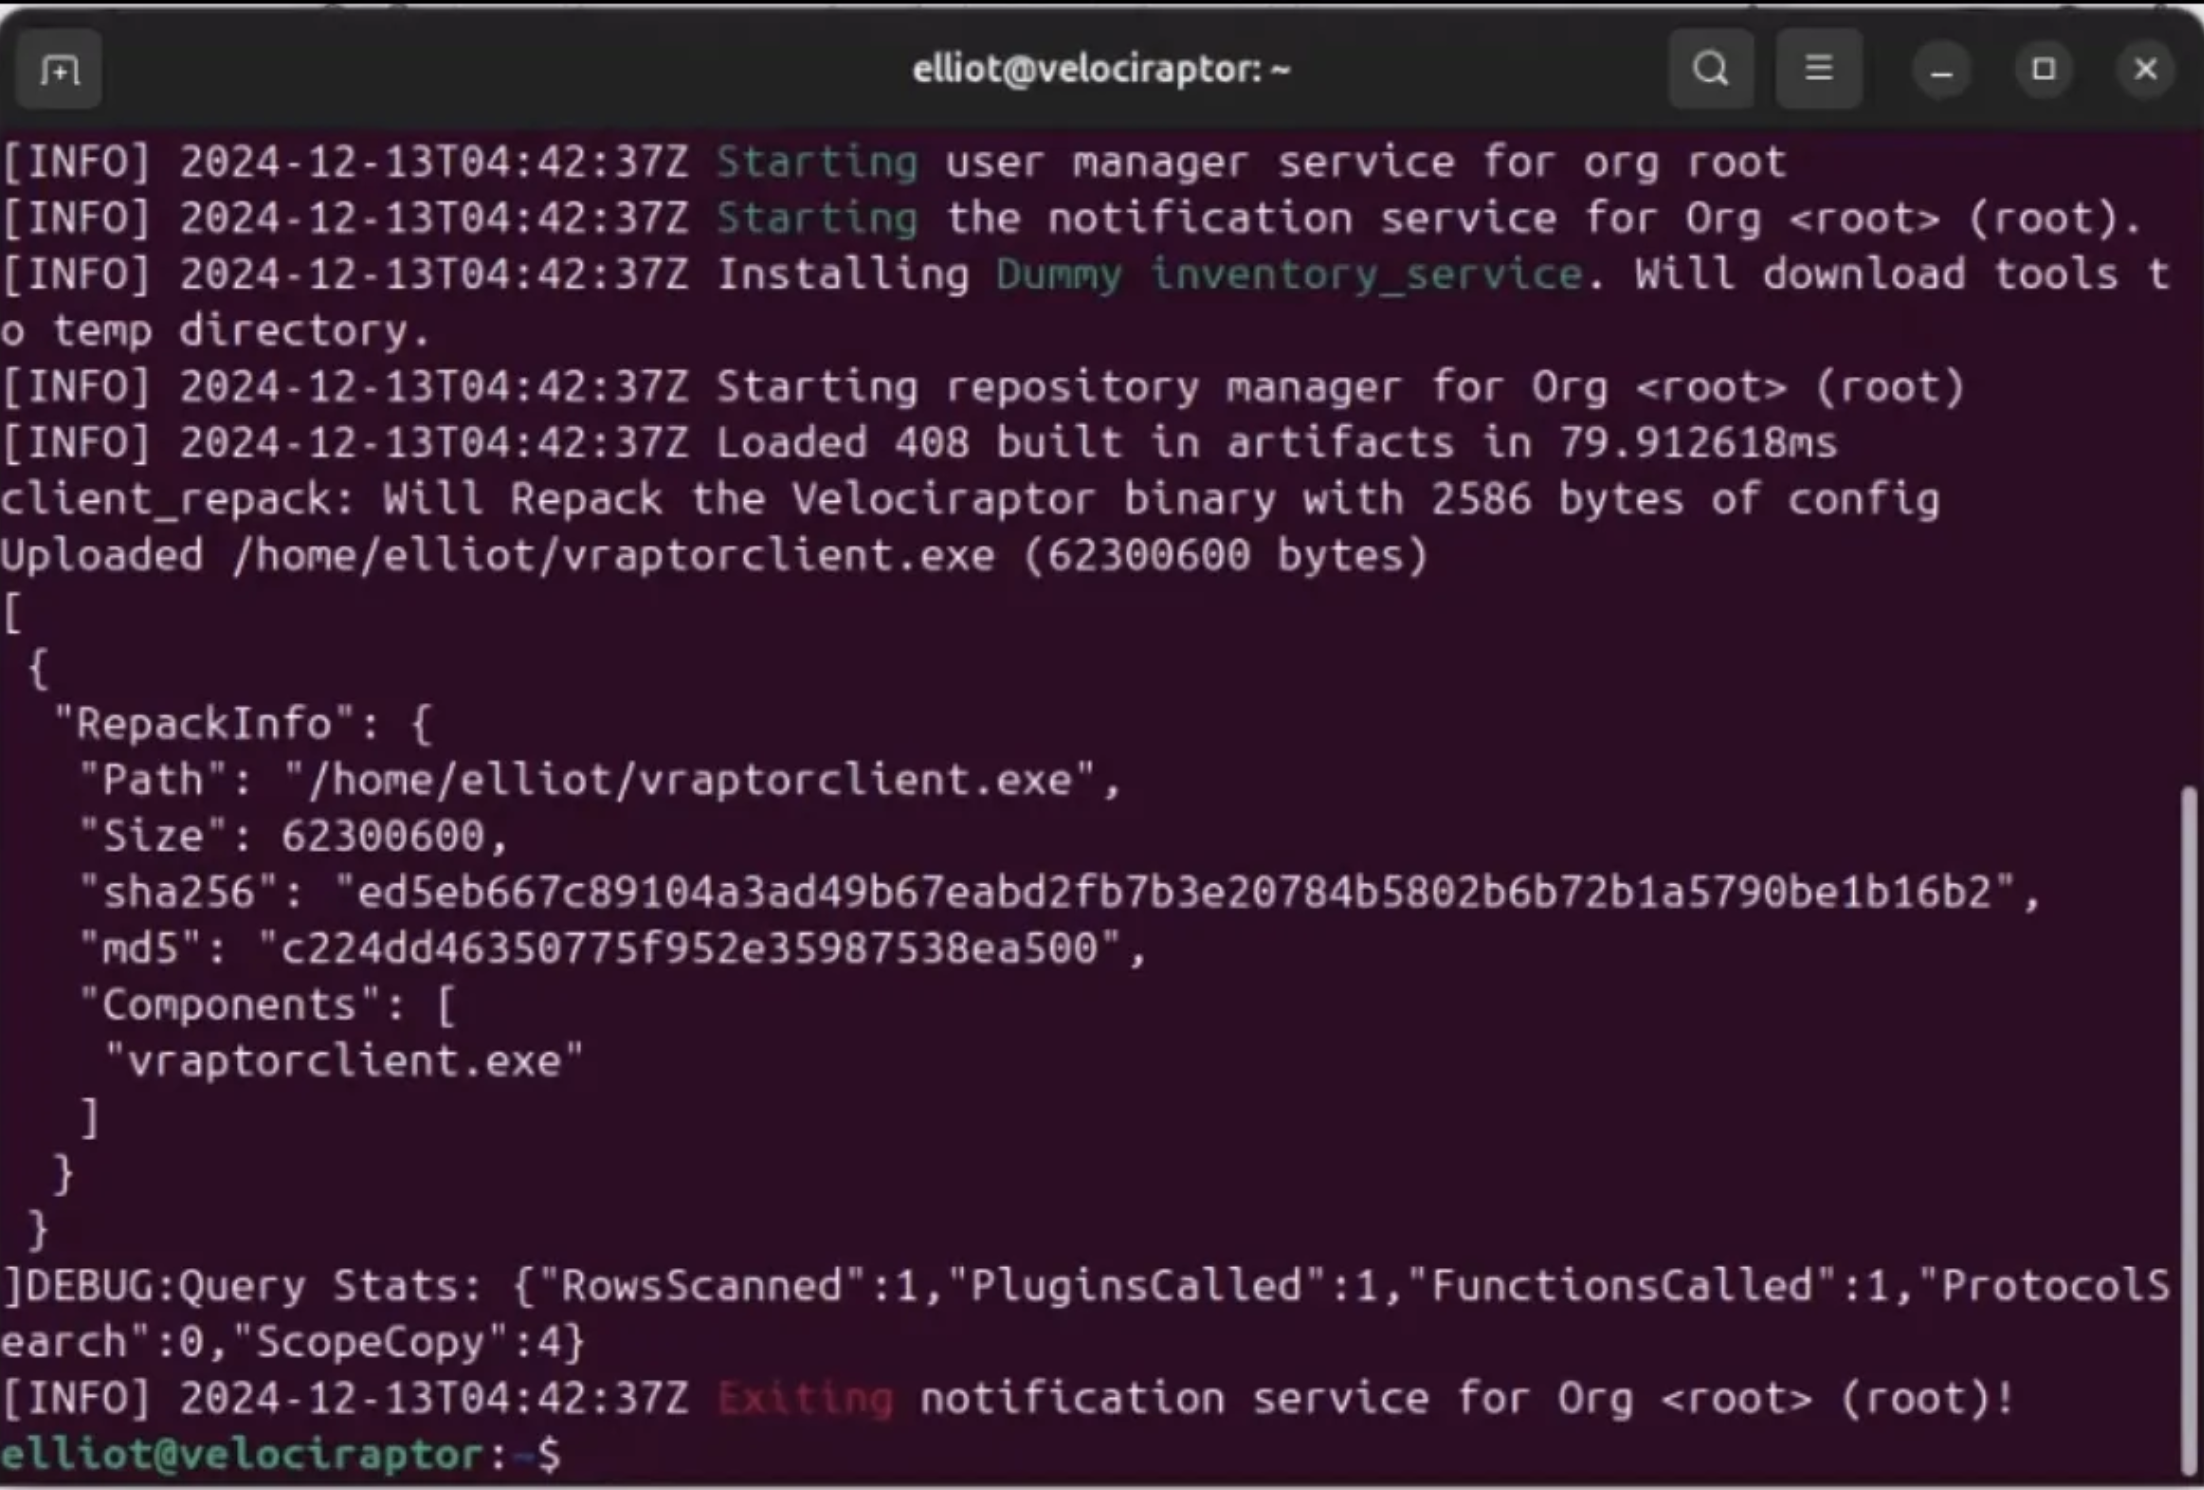 elliot@velociraptor: ~
[INFO] 2024-12-13T04:42:37Z Starting user manager service for org root
[INFO] 2024-12-13T04:42:37Z Starting the notification service for Org <root> (root).
[INFO] 2024-12-13T04:42:37Z Installing Dummy inventory_service. Will download tools t
o temp directory.
[INFO] 2024-12-13T04:42:37Z Starting repository manager for Org <root> (root)
[INFO] 2024-12-13T04:42:37Z Loaded 408 built in artifacts in 79.912618ms
client_repack: Will Repack the Velociraptor binary with 2586 bytes of config
Uploaded /home/elliot/vraptorclient.exe (62300600 bytes)
[
 {
  "RepackInfo": {
   "Path": "/home/elliot/vraptorclient.exe",
   "Size": 62300600,
   "sha256": "ed5eb667c89104a3ad49b67eabd2fb7b3e20784b5802b6b72b1a5790be1b16b2",
   "md5": "c224dd46350775f952e35987538ea500",
   "Components": [
    "vraptorclient.exe"
   ]
  }
 }
]DEBUG:Query Stats: {"RowsScanned":1,"PluginsCalled":1,"FunctionsCalled":1,"ProtocolS
earch":0,"ScopeCopy":4}
[INFO] 2024-12-13T04:42:37Z Exiting notification service for Org <root> (root)!
elliot@velociraptor:~$